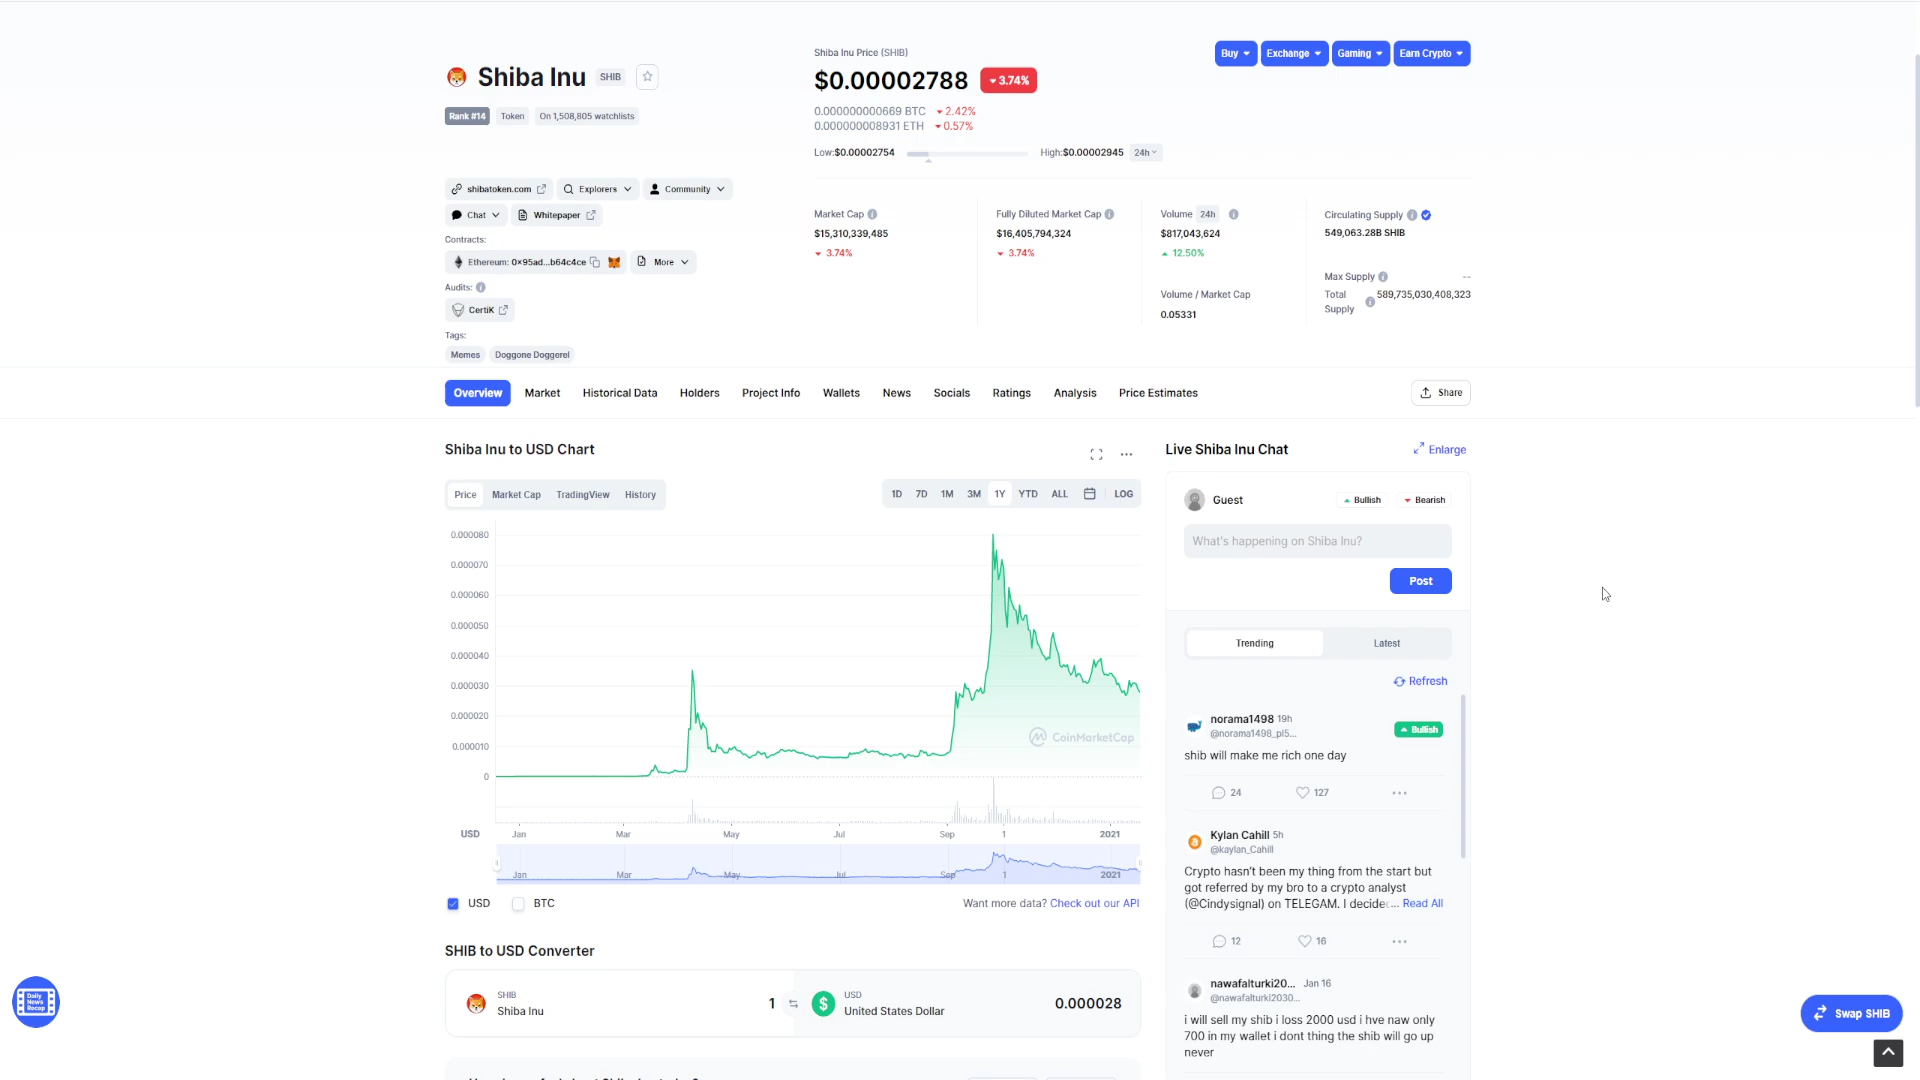 Shiba Inu SHIB
Rank #14 Token On 1,508,805 watchlists
shibatoken.com Explorers Community
Chat Whitepaper
Contracts:
Ethereum: 0x95ad...b64c4ce More
Audits:
CertiK
Tags:
Memes Doggone Doggerel
Shiba Inu Price (SHIB)
$0.00002788 3.74%
0.000000000669 BTC 2.42%
0.000000008931 ETH 0.57%
Low:$0.00002754 High:$0.00002945 24h
Buy Exchange Gaming Earn Crypto
Market Cap
$15,310,339,485
3.74%
Fully Diluted Market Cap
$16,405,794,324
3.74%
Volume 24h
$817,043,624
12.50%
Volume / Market Cap
0.05331
Circulating Supply
549,063.28B SHIB
Max Supply --
Total Supply 589,735,030,408,323
Overview Market Historical Data Holders Project Info Wallets News Socials Ratings Analysis Price Estimates Share
Shiba Inu to USD Chart
Price Market Cap TradingView History 1D 7D 1M 3M 1Y YTD ALL LOG
0.000080
0.000070
0.000060
0.000050
0.000040
0.000030
0.000020
0.000010
0
CoinMarketCap
USD Jan Mar May Jul Sep 1 2021
Jan Mar May Jul Sep 1 2021
USD BTC Want more data? Check out our API
SHIB to USD Converter
SHIB
Shiba Inu
1
USD
United States Dollar
0.000028
Live Shiba Inu Chat Enlarge
Guest Bullish Bearish
What's happening on Shiba Inu?
Post
Trending Latest
Refresh
norama1498 19h
@norama1498_pl5...
Bullish
shib will make me rich one day
24 127
Kylan Cahill 5h
@kaylan_Cahill
Crypto hasn't been my thing from the start but
got referred by my bro to a crypto analyst
(@Cindysignal) on TELEGAM. I decide... Read All
12 16
nawafalturki20... Jan 16
@nawafalturki2030...
i will sell my shib i loss 2000 usd i hve naw only
700 in my wallet i dont thing the shib will go up
never
Daily
News
Recap
Swap SHIB